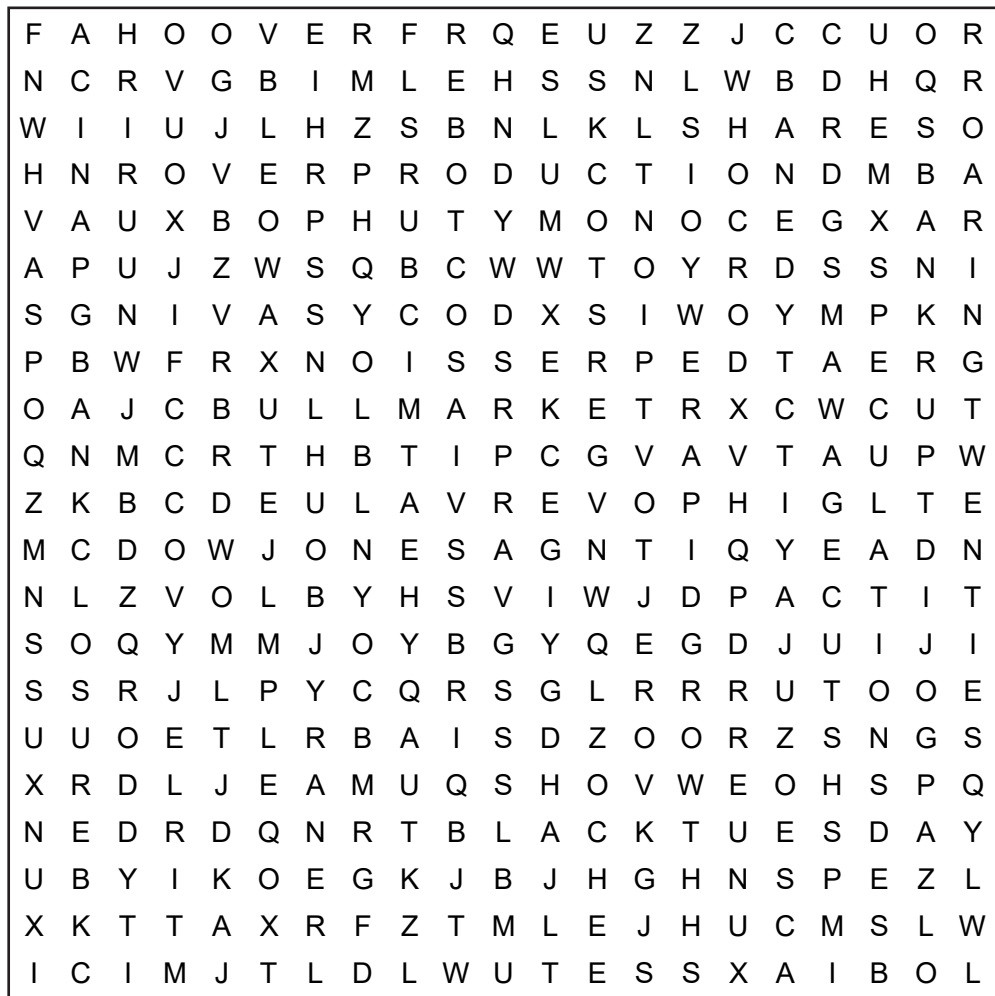 F A H O O V E R F R Q E U Z Z J C C U O R
N C R V G B I M L E H S S N L W B D H Q R
W I I U J L H Z S B N L K L S H A R E S O
H N R O V E R P R O D U C T I O N D M B A
V A U X B O P H U T Y M O N O C E G X A R
A P U J Z W S Q B C W W T O Y R D S S N I
S G N I V A S Y C O D X S I W O Y M P K N
P B W F R X N O I S S E R P E D T A E R G
O A J C B U L L M A R K E T R X C W C U T
Q N M C R T H B T I P C G V A V T A U P W
Z K B C D E U L A V R E V O P H I G L T E
M C D O W J O N E S A G N T I Q Y E A D N
N L Z V O L B Y H S V I W J D P A C T I T
S O Q Y M M J O Y B G Y Q E G D J U I J I
S S R J L P Y C Q R S G L R R R U T O O E
U U O E T L R B A I S D Z O O R Z S N G S
X R D L J E A M U Q S H O V W E O H S P Q
N E D R D Q N R T B L A C K T U E S D A Y
U B Y I K O E G K J B J H G H N S P E Z L
X K T T A X R F Z T M L E J H U C M S L W
I C I M J T L D L W U T E S S X A I B O L